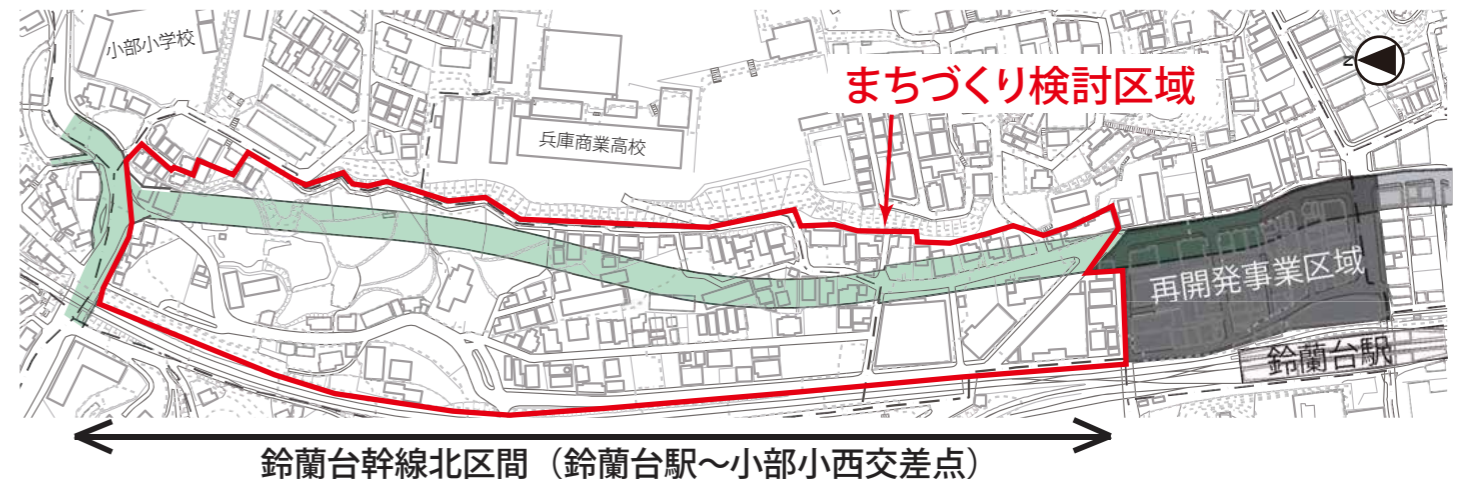 小部小学校
N
まちづくり検討区域
兵庫商業高校
再開発事業区域
鈴蘭台駅
鈴蘭台幹線北区間（鈴蘭台駅～小部小西交差点）